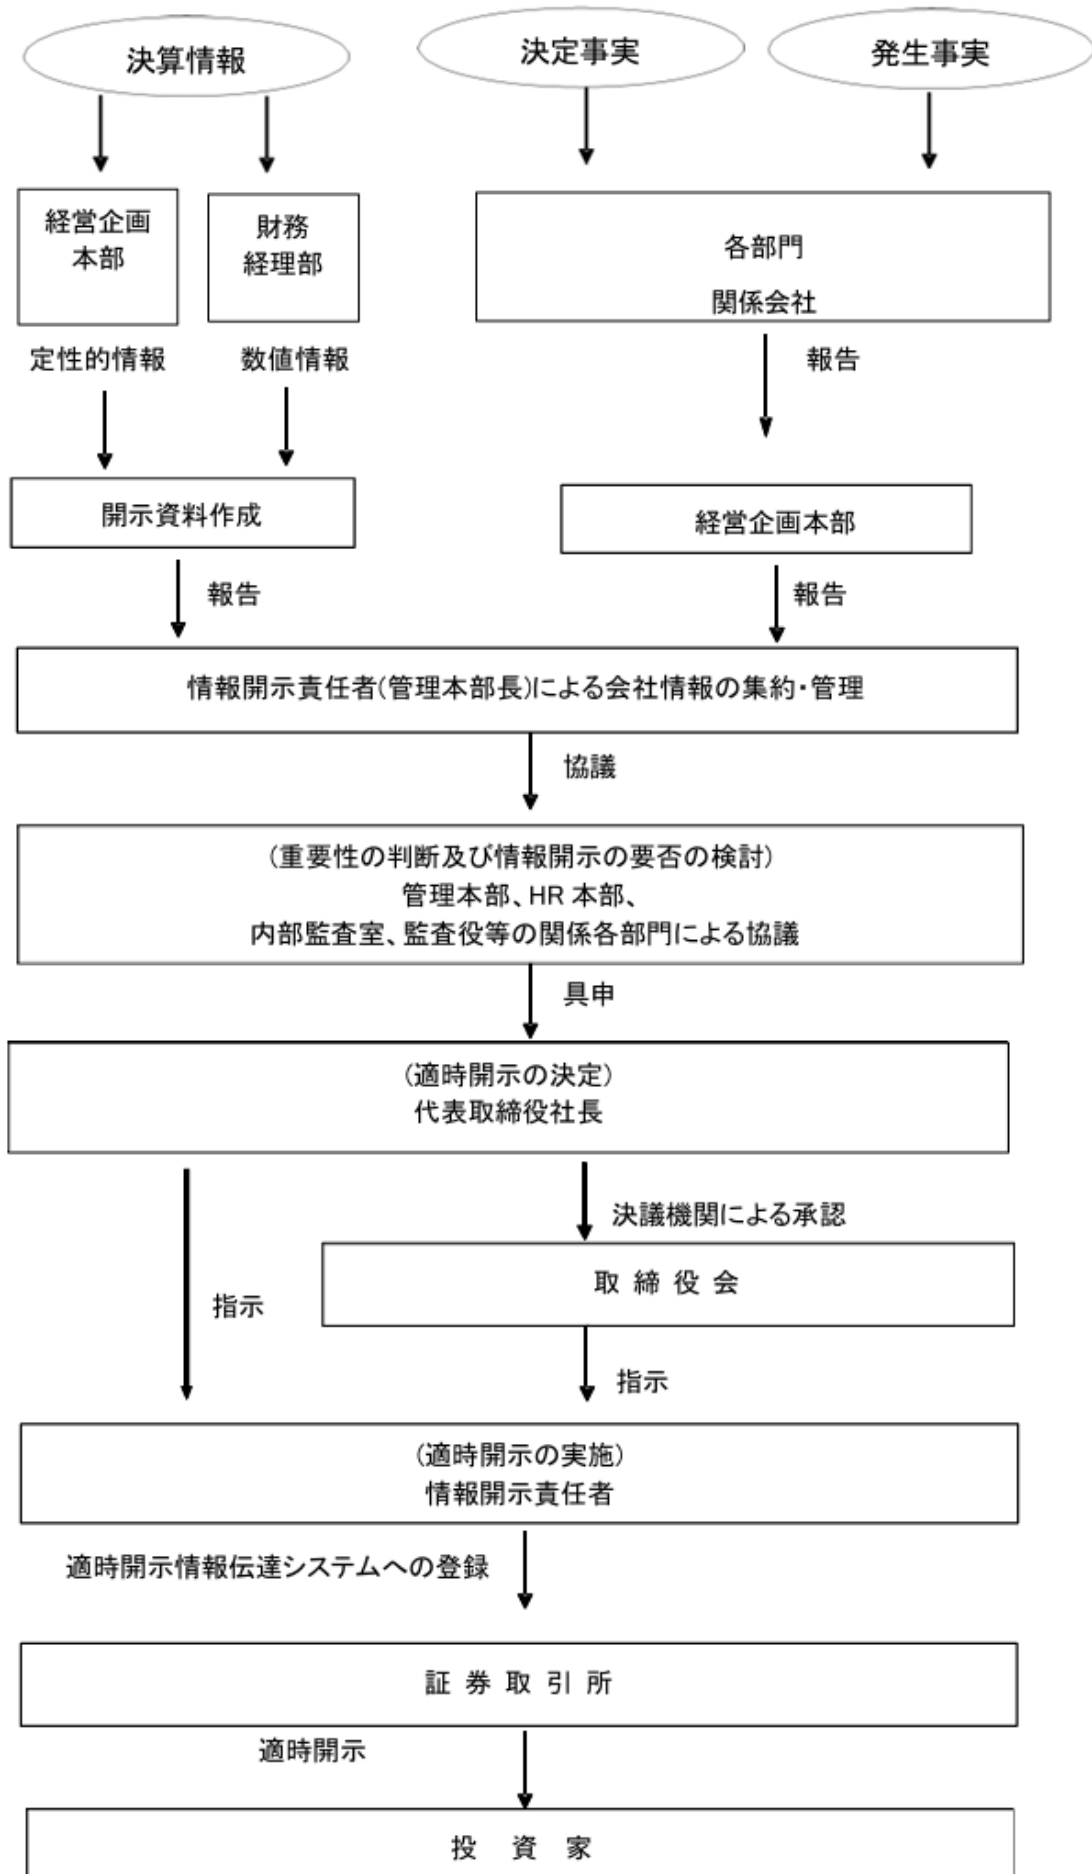 決算情報
決定事実
発生事実
経営企画
本部
財務
経理部
各部門
関係会社
定性的情報
数値情報
報告
開示資料作成
経営企画本部
報告
報告
情報開示責任者(管理本部長)による会社情報の集約・管理
協議
(重要性の判断及び情報開示の要否の検討)
管理本部、HR 本部、
内部監査室、監査役等の関係各部門による協議
具申
(適時開示の決定)
代表取締役社長
決議機関による承認
取 締 役 会
指示
指示
(適時開示の実施)
情報開示責任者
適時開示情報伝達システムへの登録
証 券 取 引 所
適時開示
投 資 家